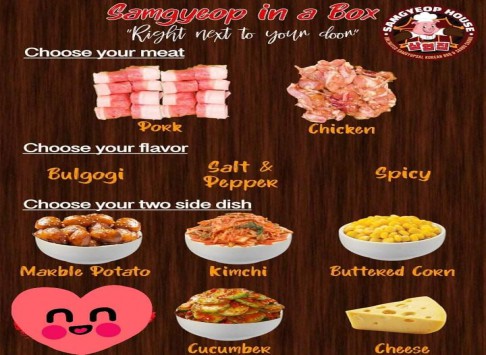 Samgyeop in a Box
"Right next to your door"
SAMGYEOP HOUSE
Choose your meat
Pork
Chicken
Choose your flavor
Bulgogi
Salt &
Pepper
Spicy
Choose your two side dish
Marble Potato
Kimchi
Buttered Corn
Cucumber
Cheese